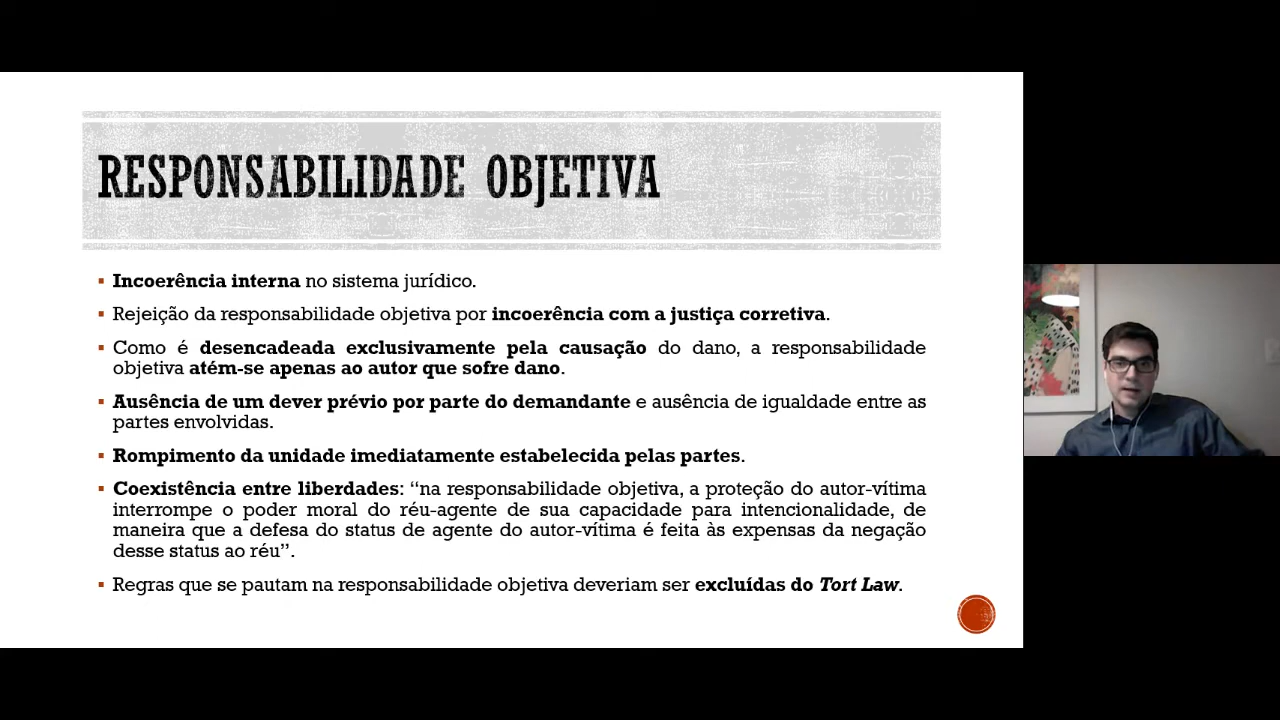 RESPONSABILIDADE OBJETIVA
▪ Incoerência interna no sistema jurídico.
▪ Rejeição da responsabilidade objetiva por incoerência com a justiça corretiva.
▪ Como é desencadeada exclusivamente pela causação do dano, a responsabilidade
objetiva atém-se apenas ao autor que sofre dano.
▪ Ausência de um dever prévio por parte do demandante e ausência de igualdade entre as
partes envolvidas.
▪ Rompimento da unidade imediatamente estabelecida pelas partes.
▪ Coexistência entre liberdades: “na responsabilidade objetiva, a proteção do autor-vítima
interrompe o poder moral do réu-agente de sua capacidade para intencionalidade, de
maneira que a defesa do status de agente do autor-vítima é feita às expensas da negação
desse status ao réu”.
▪ Regras que se pautam na responsabilidade objetiva deveriam ser excluídas do Tort Law.